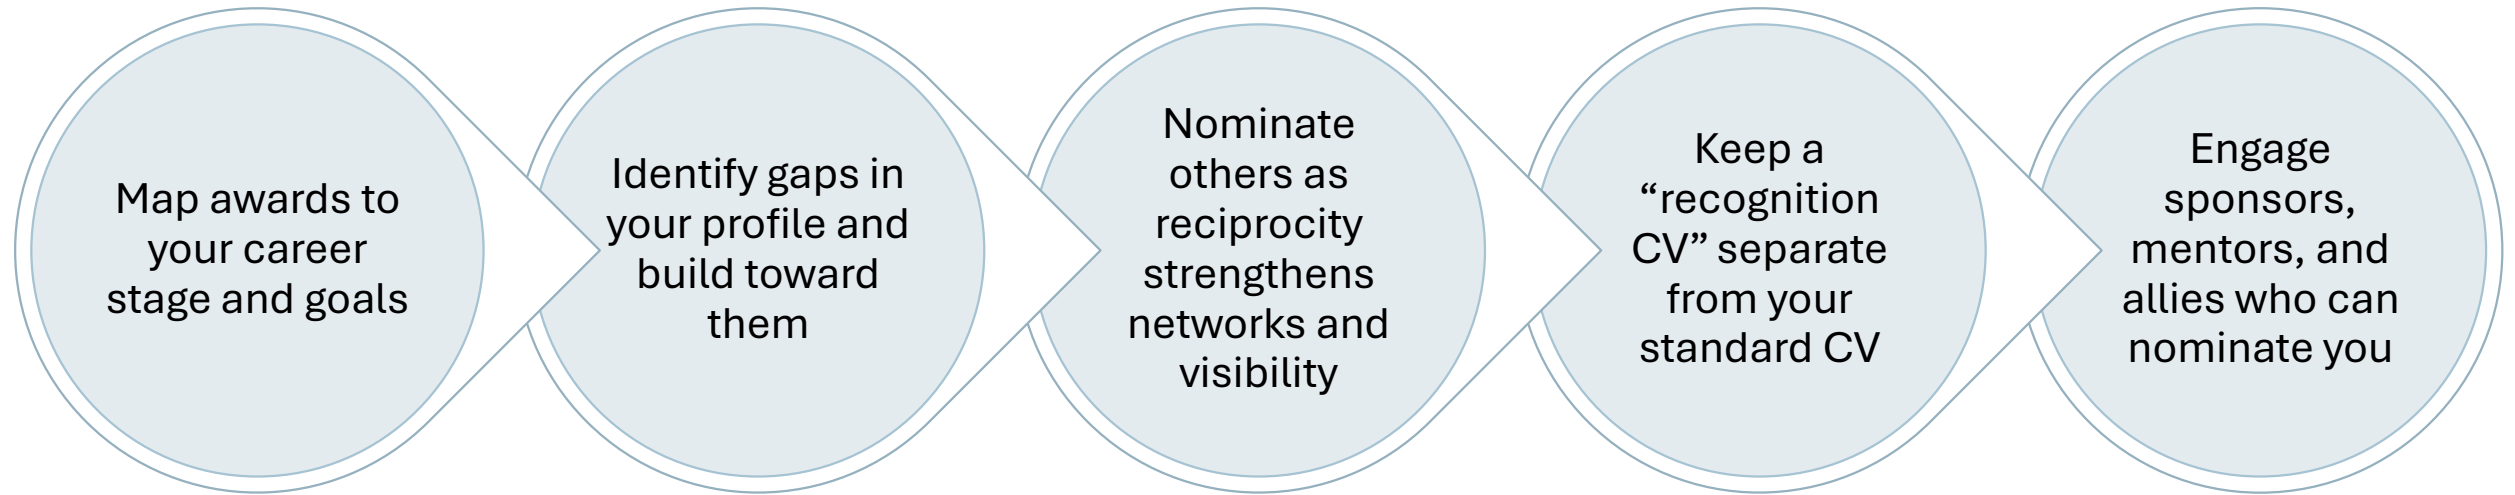 Map awards to
your career
stage and goals
Identify gaps in
your profile and
build toward
them
Nominate
others as
reciprocity
strengthens
networks and
visibility
Keep a
“recognition
CV” separate
from your
standard CV
Engage
sponsors,
mentors, and
allies who can
nominate you